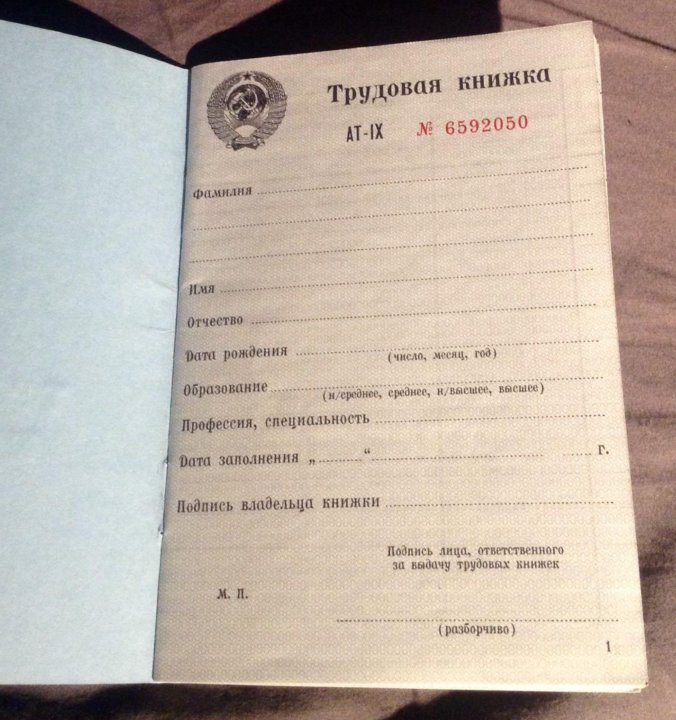 Трудовая книжка
АТ-IX № 6592050
Фамилия
Имя
Отчество
Дата рождения
(число, месяц, год)
Образование
(н/среднее, среднее, н/высшее, высшее)
Профессия, специальность
Дата заполнения „ “ г.
Подпись владельца книжки
Подпись лица, ответственного
за выдачу трудовых книжек
М. П.
(разборчиво)
1